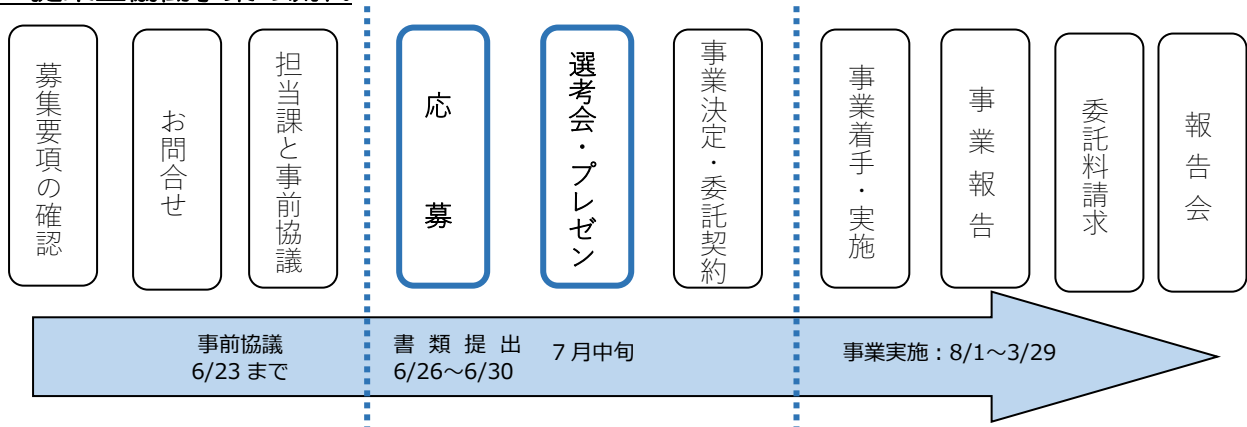 募集要項の確認
お問合せ
担当課と事前協議
応募
選考会・プレゼン
事業決定・委託契約
事業着手・実施
事業報告
委託料請求
報告会
事前協議
6/23 まで
書類提出
6/26～6/30
7月中旬
事業実施：8/1～3/29